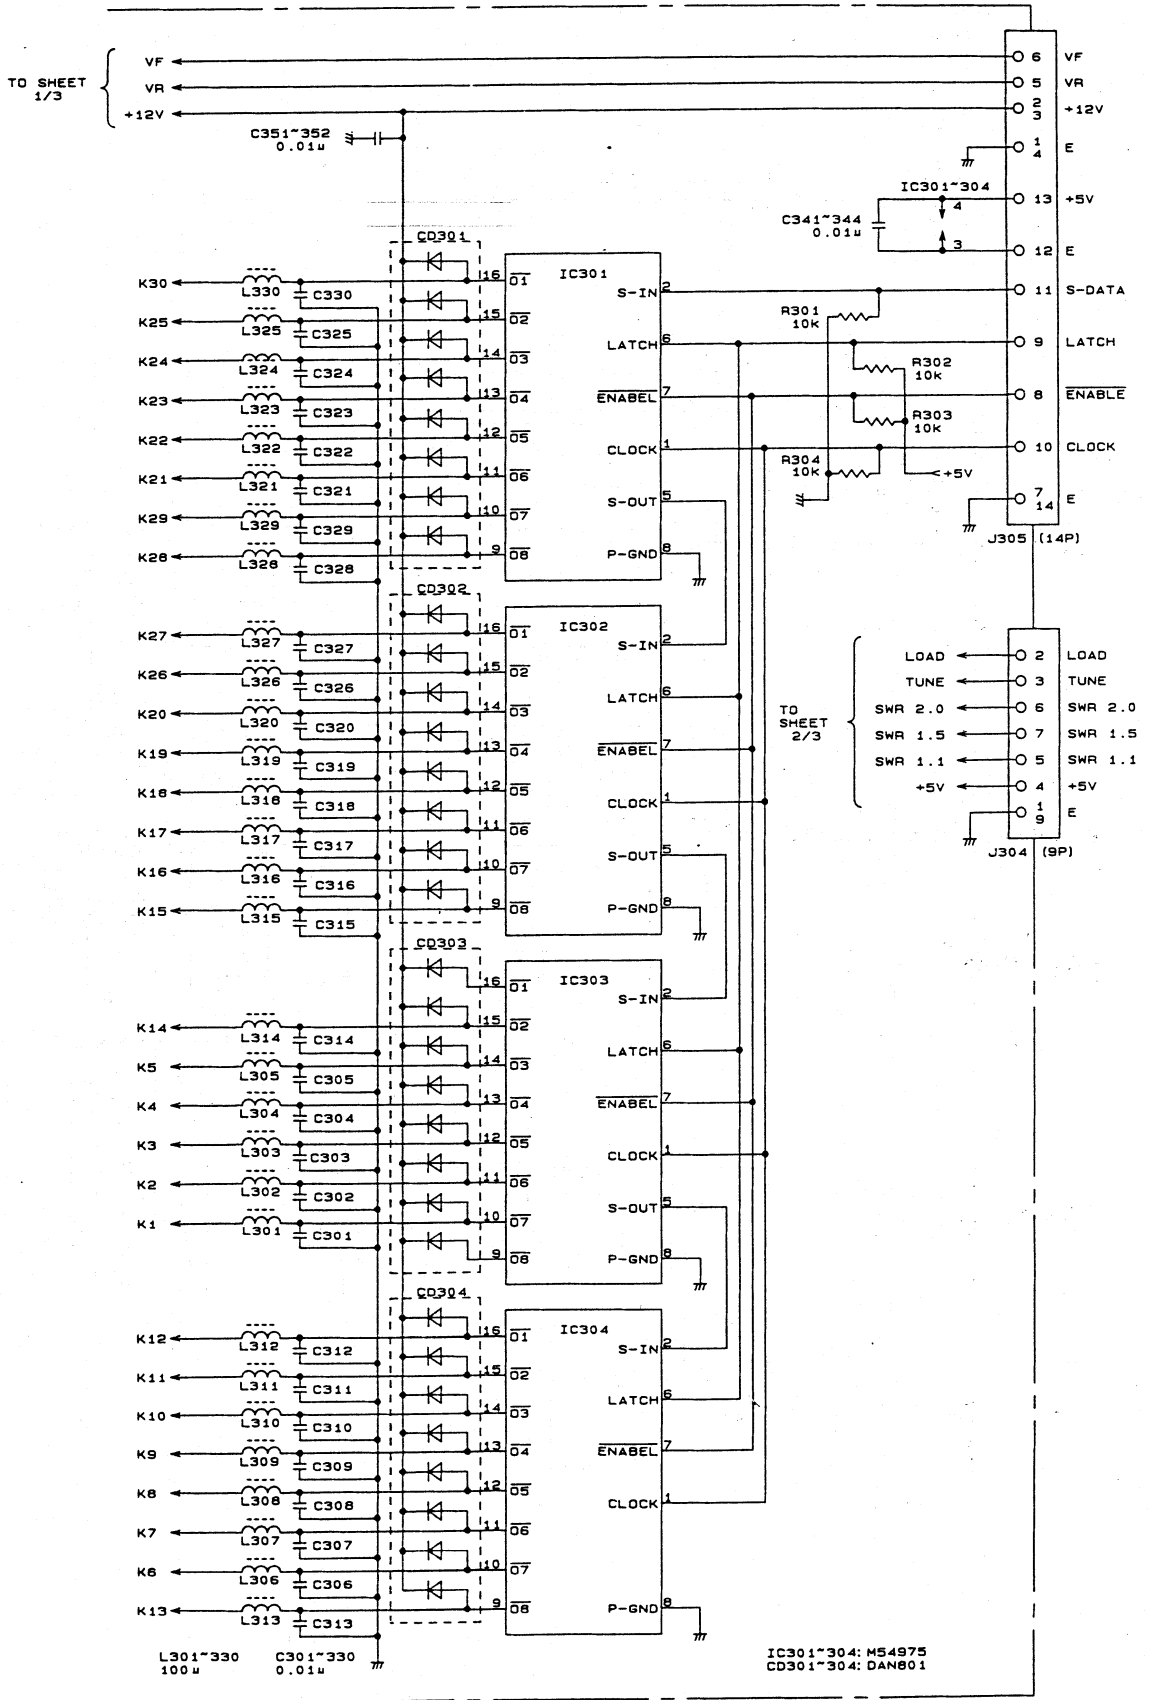 TO SHEET
1/3
VF
VR
+12V
C351~352
0.01µ
6 VF
5 VR
2
3
+12V
1
4
E
IC301~304
13 +5V
4
C341~344
0.01µ
3
12 E
11 S-DATA
R301
10k
9 LATCH
R302
10k
8 ENABLE
R303
10k
10 CLOCK
R304
10k
+5V
7
14
E
J305 (14P)
CD301
IC301
K30 L330 C330 16 O1
K25 L325 C325 15 O2
K24 L324 C324 14 O3
K23 L323 C323 13 O4
K22 L322 C322 12 O5
K21 L321 C321 11 O6
K29 L329 C329 10 O7
K28 L328 C328 9 O8
S-IN 2
LATCH 6
ENABEL 7
CLOCK 1
S-OUT 5
P-GND 8
CD302
IC302
K27 L327 C327 16 O1
K26 L326 C326 15 O2
K20 L320 C320 14 O3
K19 L319 C319 13 O4
K18 L318 C318 12 O5
K17 L317 C317 11 O6
K16 L316 C316 10 O7
K15 L315 C315 9 O8
S-IN 2
LATCH 6
ENABEL 7
CLOCK 1
S-OUT 5
P-GND 8
TO
SHEET
2/3
LOAD 2 LOAD
TUNE 3 TUNE
SWR 2.0 6 SWR 2.0
SWR 1.5 7 SWR 1.5
SWR 1.1 5 SWR 1.1
+5V 4 +5V
1
9
E
J304 (9P)
CD303
IC303
16 O1
K14 L314 C314 15 O2
K5 L305 C305 14 O3
K4 L304 C304 13 O4
K3 L303 C303 12 O5
K2 L302 C302 11 O6
K1 L301 C301 10 O7
9 O8
S-IN 2
LATCH 6
ENABEL 7
CLOCK 1
S-OUT 5
P-GND 8
CD304
IC304
K12 L312 C312 16 O1
K11 L311 C311 15 O2
K10 L310 C310 14 O3
K9 L309 C309 13 O4
K8 L308 C308 12 O5
K7 L307 C307 11 O6
K6 L306 C306 10 O7
K13 L313 C313 9 O8
S-IN 2
LATCH 6
ENABEL 7
CLOCK 1
P-GND 8
L301~330
100µ
C301~330
0.01µ
IC301~304: M54975
CD301~304: DAN801